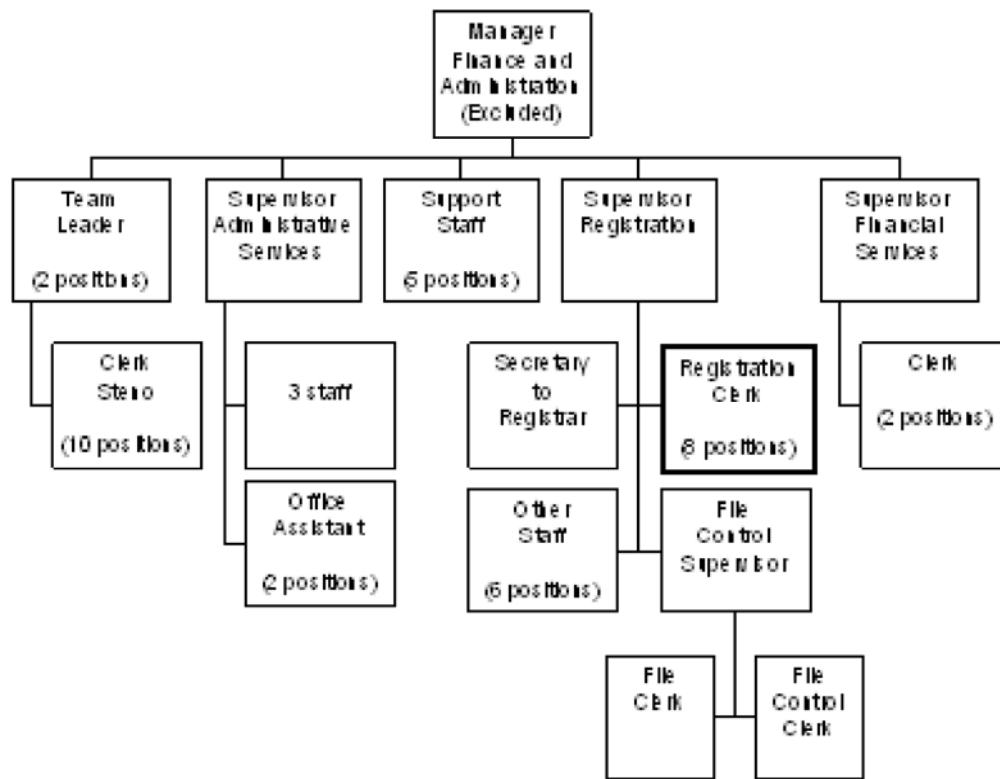 Manager
Finance and
Administration
(Excluded)
Team
Leader
(2 positions)
Supervisor
Administrative
Services
Support
Staff
(5 positions)
Supervisor
Registration
Supervisor
Financial
Services
Clerk
Steno
(10 positions)
3 staff
Secretary
to
Registrar
Registration
Clerk
(8 positions)
Clerk
(2 positions)
Office
Assistant
(2 positions)
Other
Staff
(6 positions)
File
Control
Supervisor
File
Clerk
File
Control
Clerk